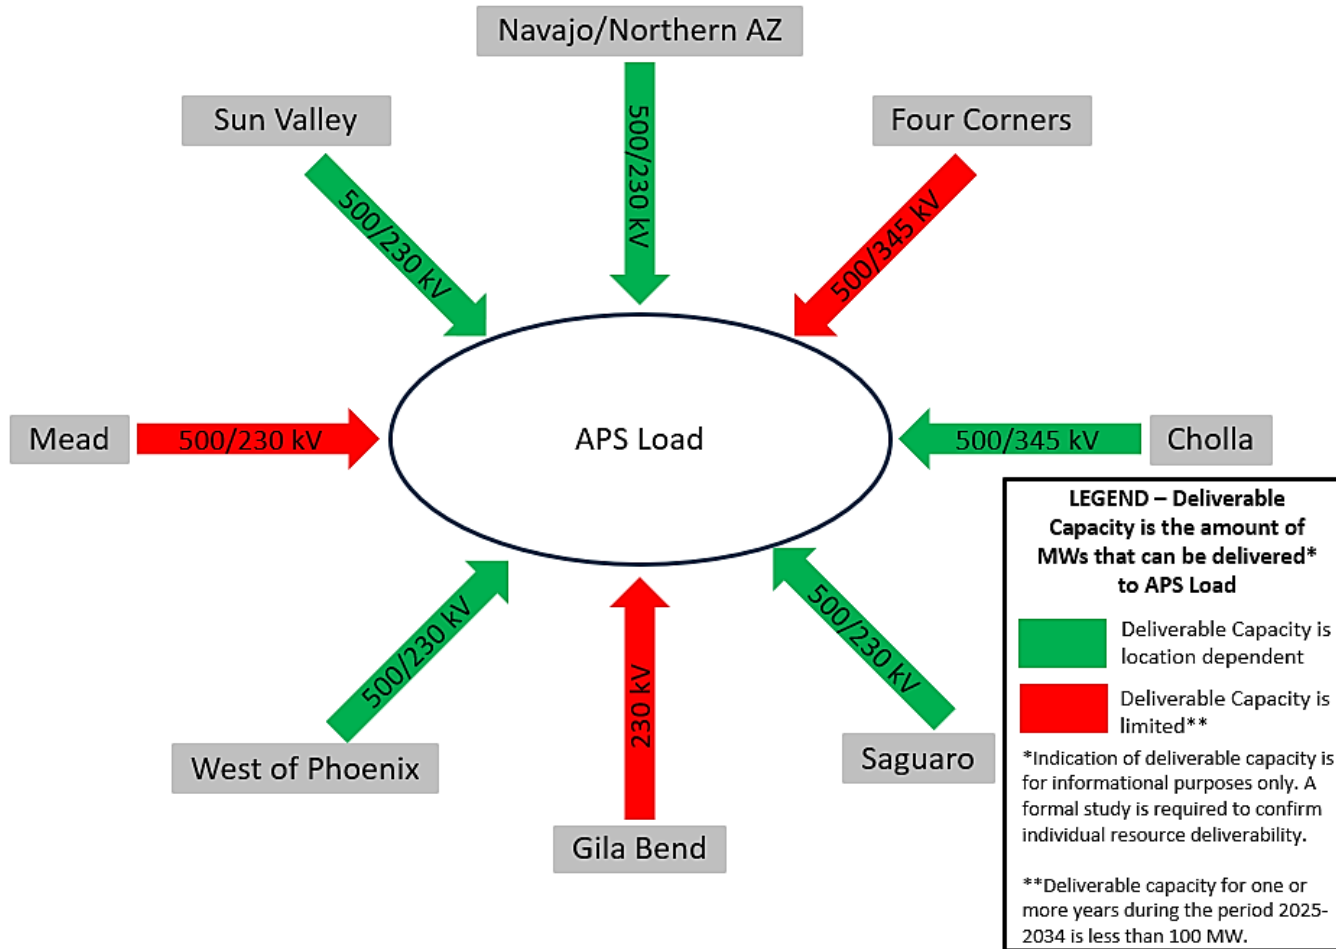 Navajo/Northern AZ
Sun Valley
Four Corners
500/230 kV
500/230 kV
500/345 kV
Mead
500/230 kV
APS Load
500/345 kV
Cholla
LEGEND – Deliverable
Capacity is the amount of
MWs that can be delivered*
to APS Load
Deliverable Capacity is
location dependent
Deliverable Capacity is
limited**
*Indication of deliverable capacity is
for informational purposes only. A
formal study is required to confirm
individual resource deliverability.
**Deliverable capacity for one or
more years during the period 2025-
2034 is less than 100 MW.
500/230 kV
230 kV
500/230 kV
West of Phoenix
Gila Bend
Saguaro